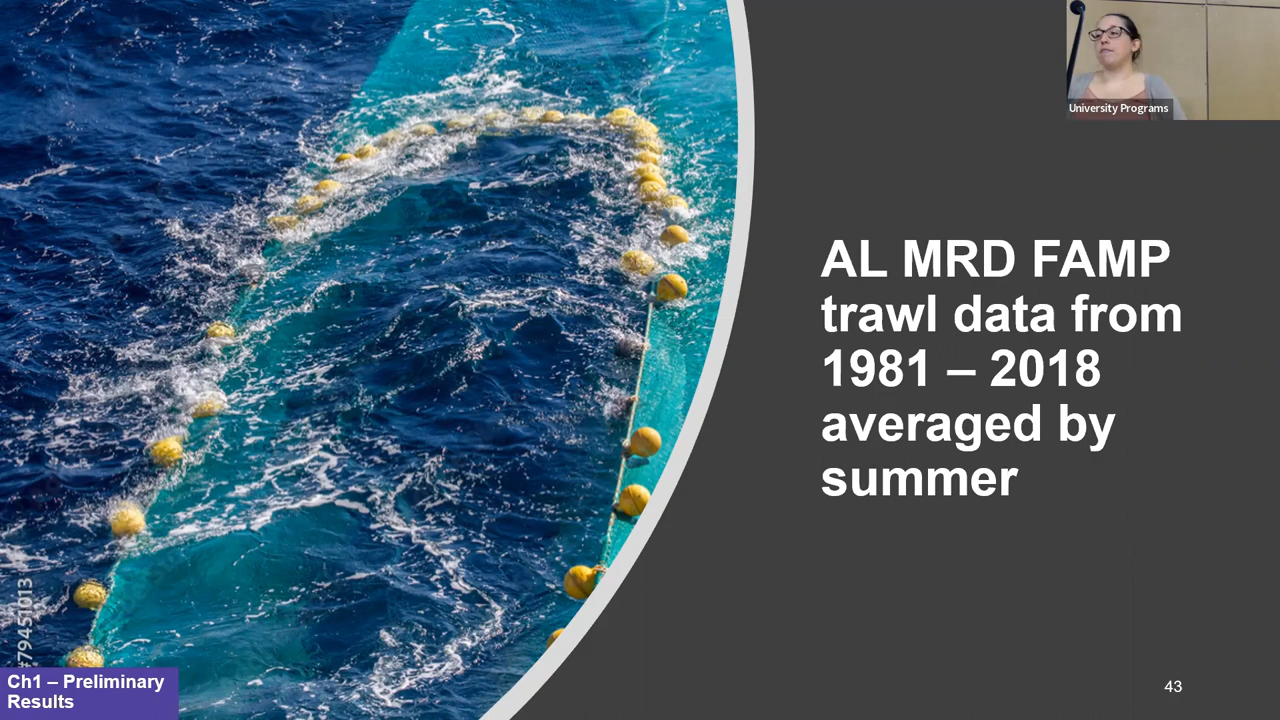 University Programs
AL MRD FAMP
trawl data from
1981 – 2018
averaged by
summer
#79451013
Ch1 – Preliminary
Results
43